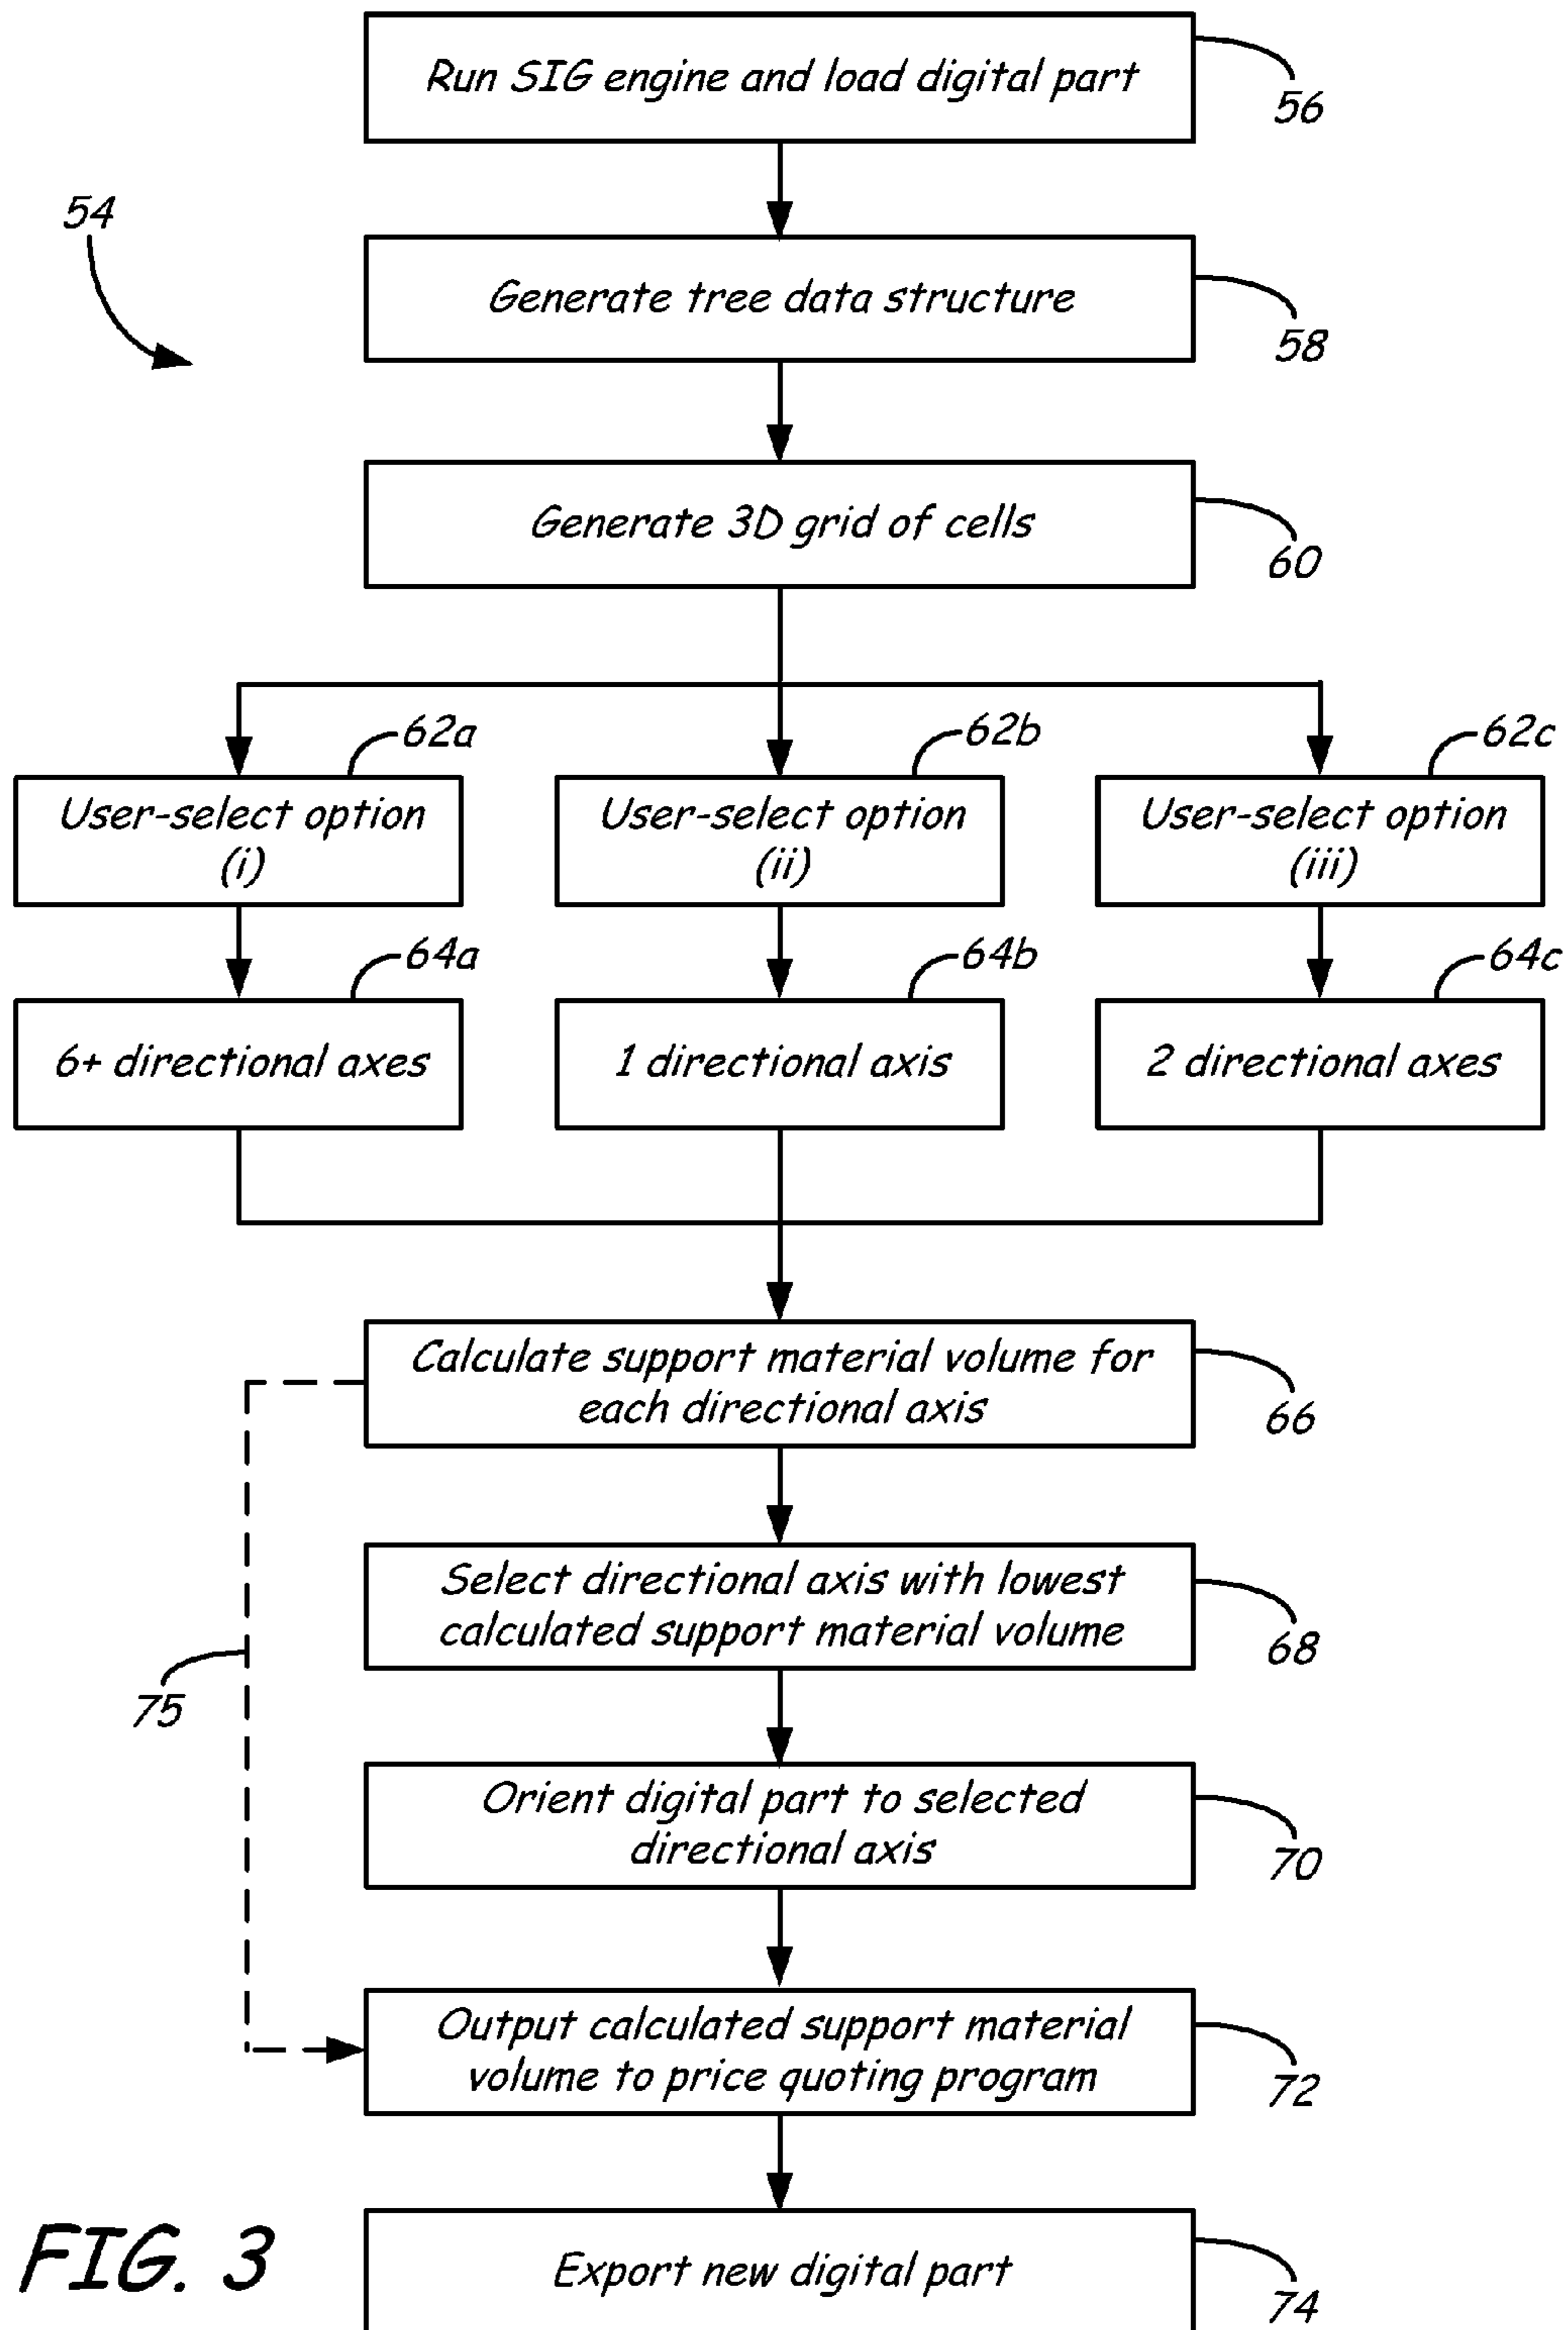 Run SIG engine and load digital part
56
54
Generate tree data structure
58
Generate 3D grid of cells
60
62a
62b
62c
User-select option
(i)
User-select option
(ii)
User-select option
(iii)
64a
64b
64c
6+ directional axes
1 directional axis
2 directional axes
Calculate support material volume for
each directional axis
66
Select directional axis with lowest
calculated support material volume
68
75
Orient digital part to selected
directional axis
70
Output calculated support material
volume to price quoting program
72
FIG. 3
Export new digital part
74